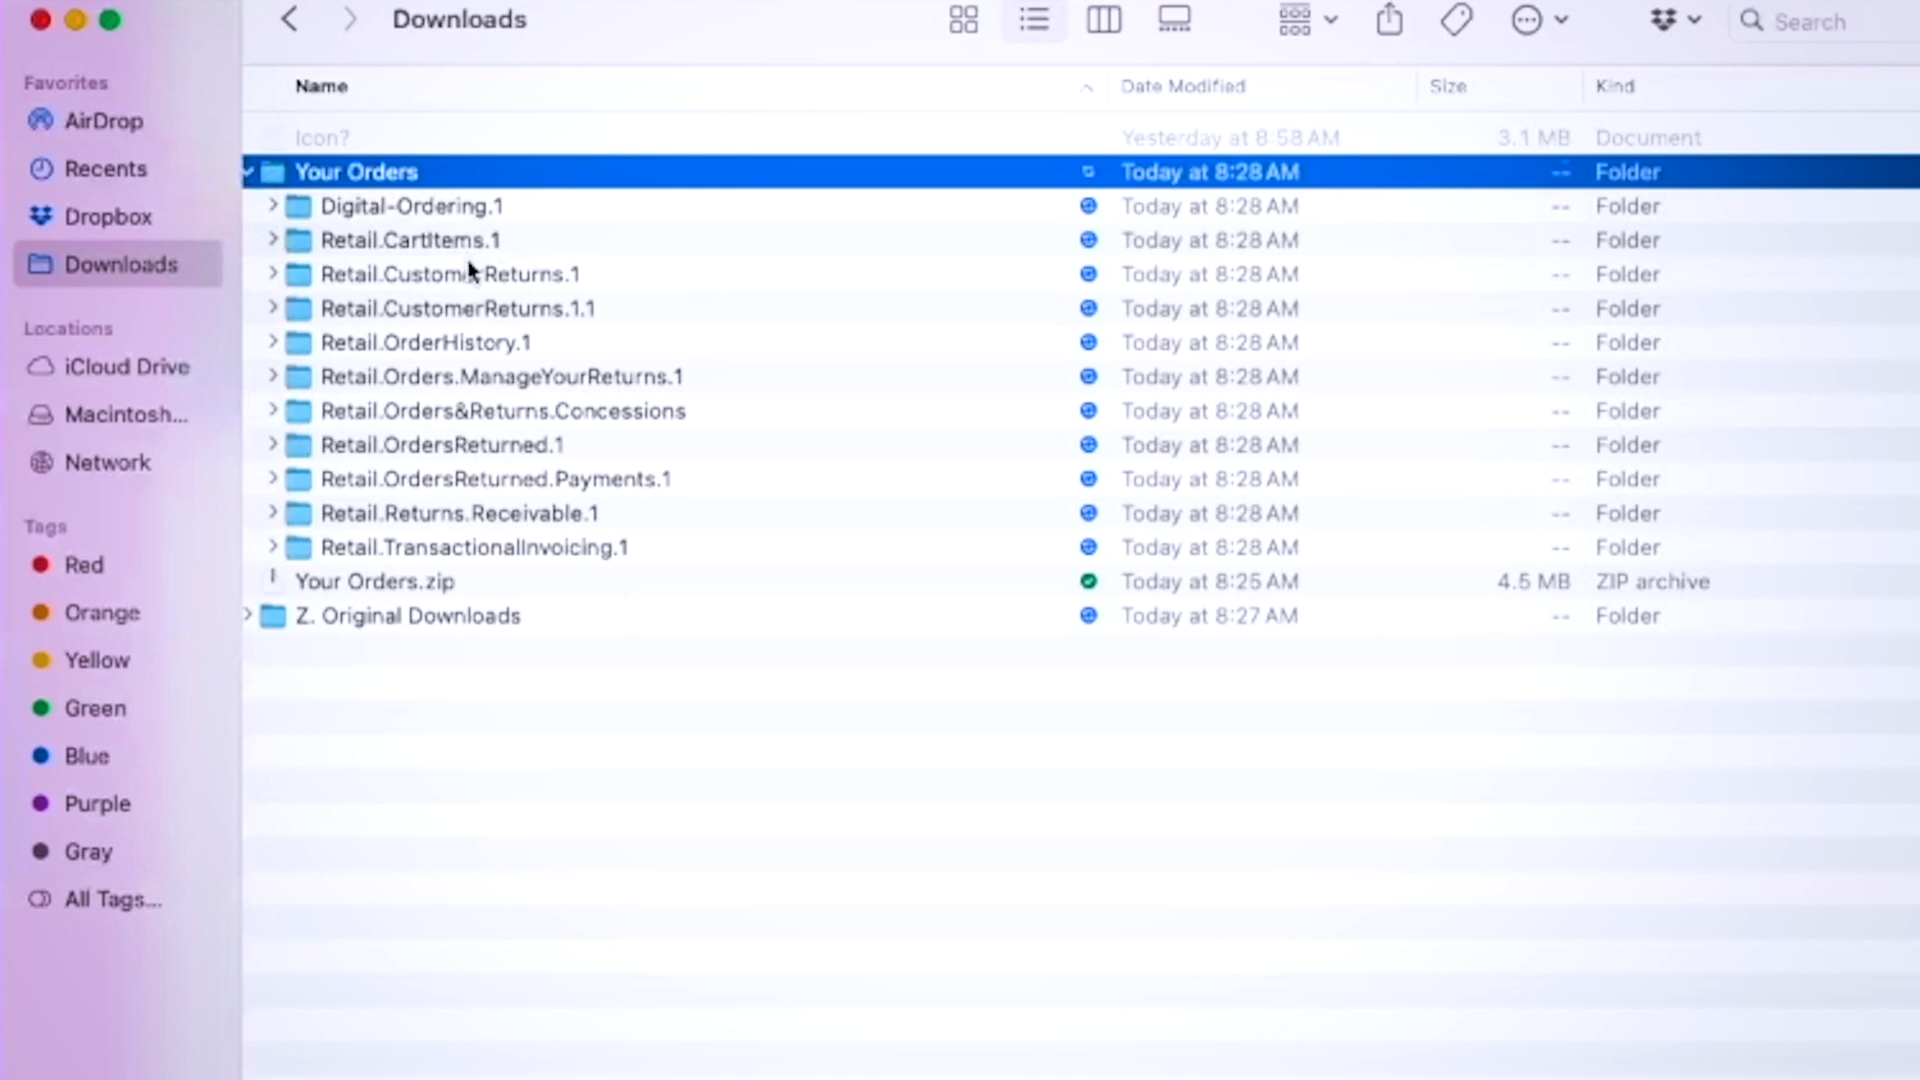 Downloads
Search
Favorites
AirDrop
Recents
Dropbox
Downloads
Locations
iCloud Drive
Macintosh...
Network
Tags
Red
Orange
Yellow
Green
Blue
Purple
Gray
All Tags...
Name Date Modified Size Kind
Icon? Yesterday at 8:58 AM 3.1 MB Document
Your Orders Today at 8:28 AM -- Folder
Digital-Ordering.1 Today at 8:28 AM -- Folder
Retail.CartItems.1 Today at 8:28 AM -- Folder
Retail.CustomerReturns.1 Today at 8:28 AM -- Folder
Retail.CustomerReturns.1.1 Today at 8:28 AM -- Folder
Retail.OrderHistory.1 Today at 8:28 AM -- Folder
Retail.Orders.ManageYourReturns.1 Today at 8:28 AM -- Folder
Retail.Orders&Returns.Concessions Today at 8:28 AM -- Folder
Retail.OrdersReturned.1 Today at 8:28 AM -- Folder
Retail.OrdersReturned.Payments.1 Today at 8:28 AM -- Folder
Retail.Returns.Receivable.1 Today at 8:28 AM -- Folder
Retail.TransactionalInvoicing.1 Today at 8:28 AM -- Folder
Your Orders.zip Today at 8:25 AM 4.5 MB ZIP archive
Z. Original Downloads Today at 8:27 AM -- Folder